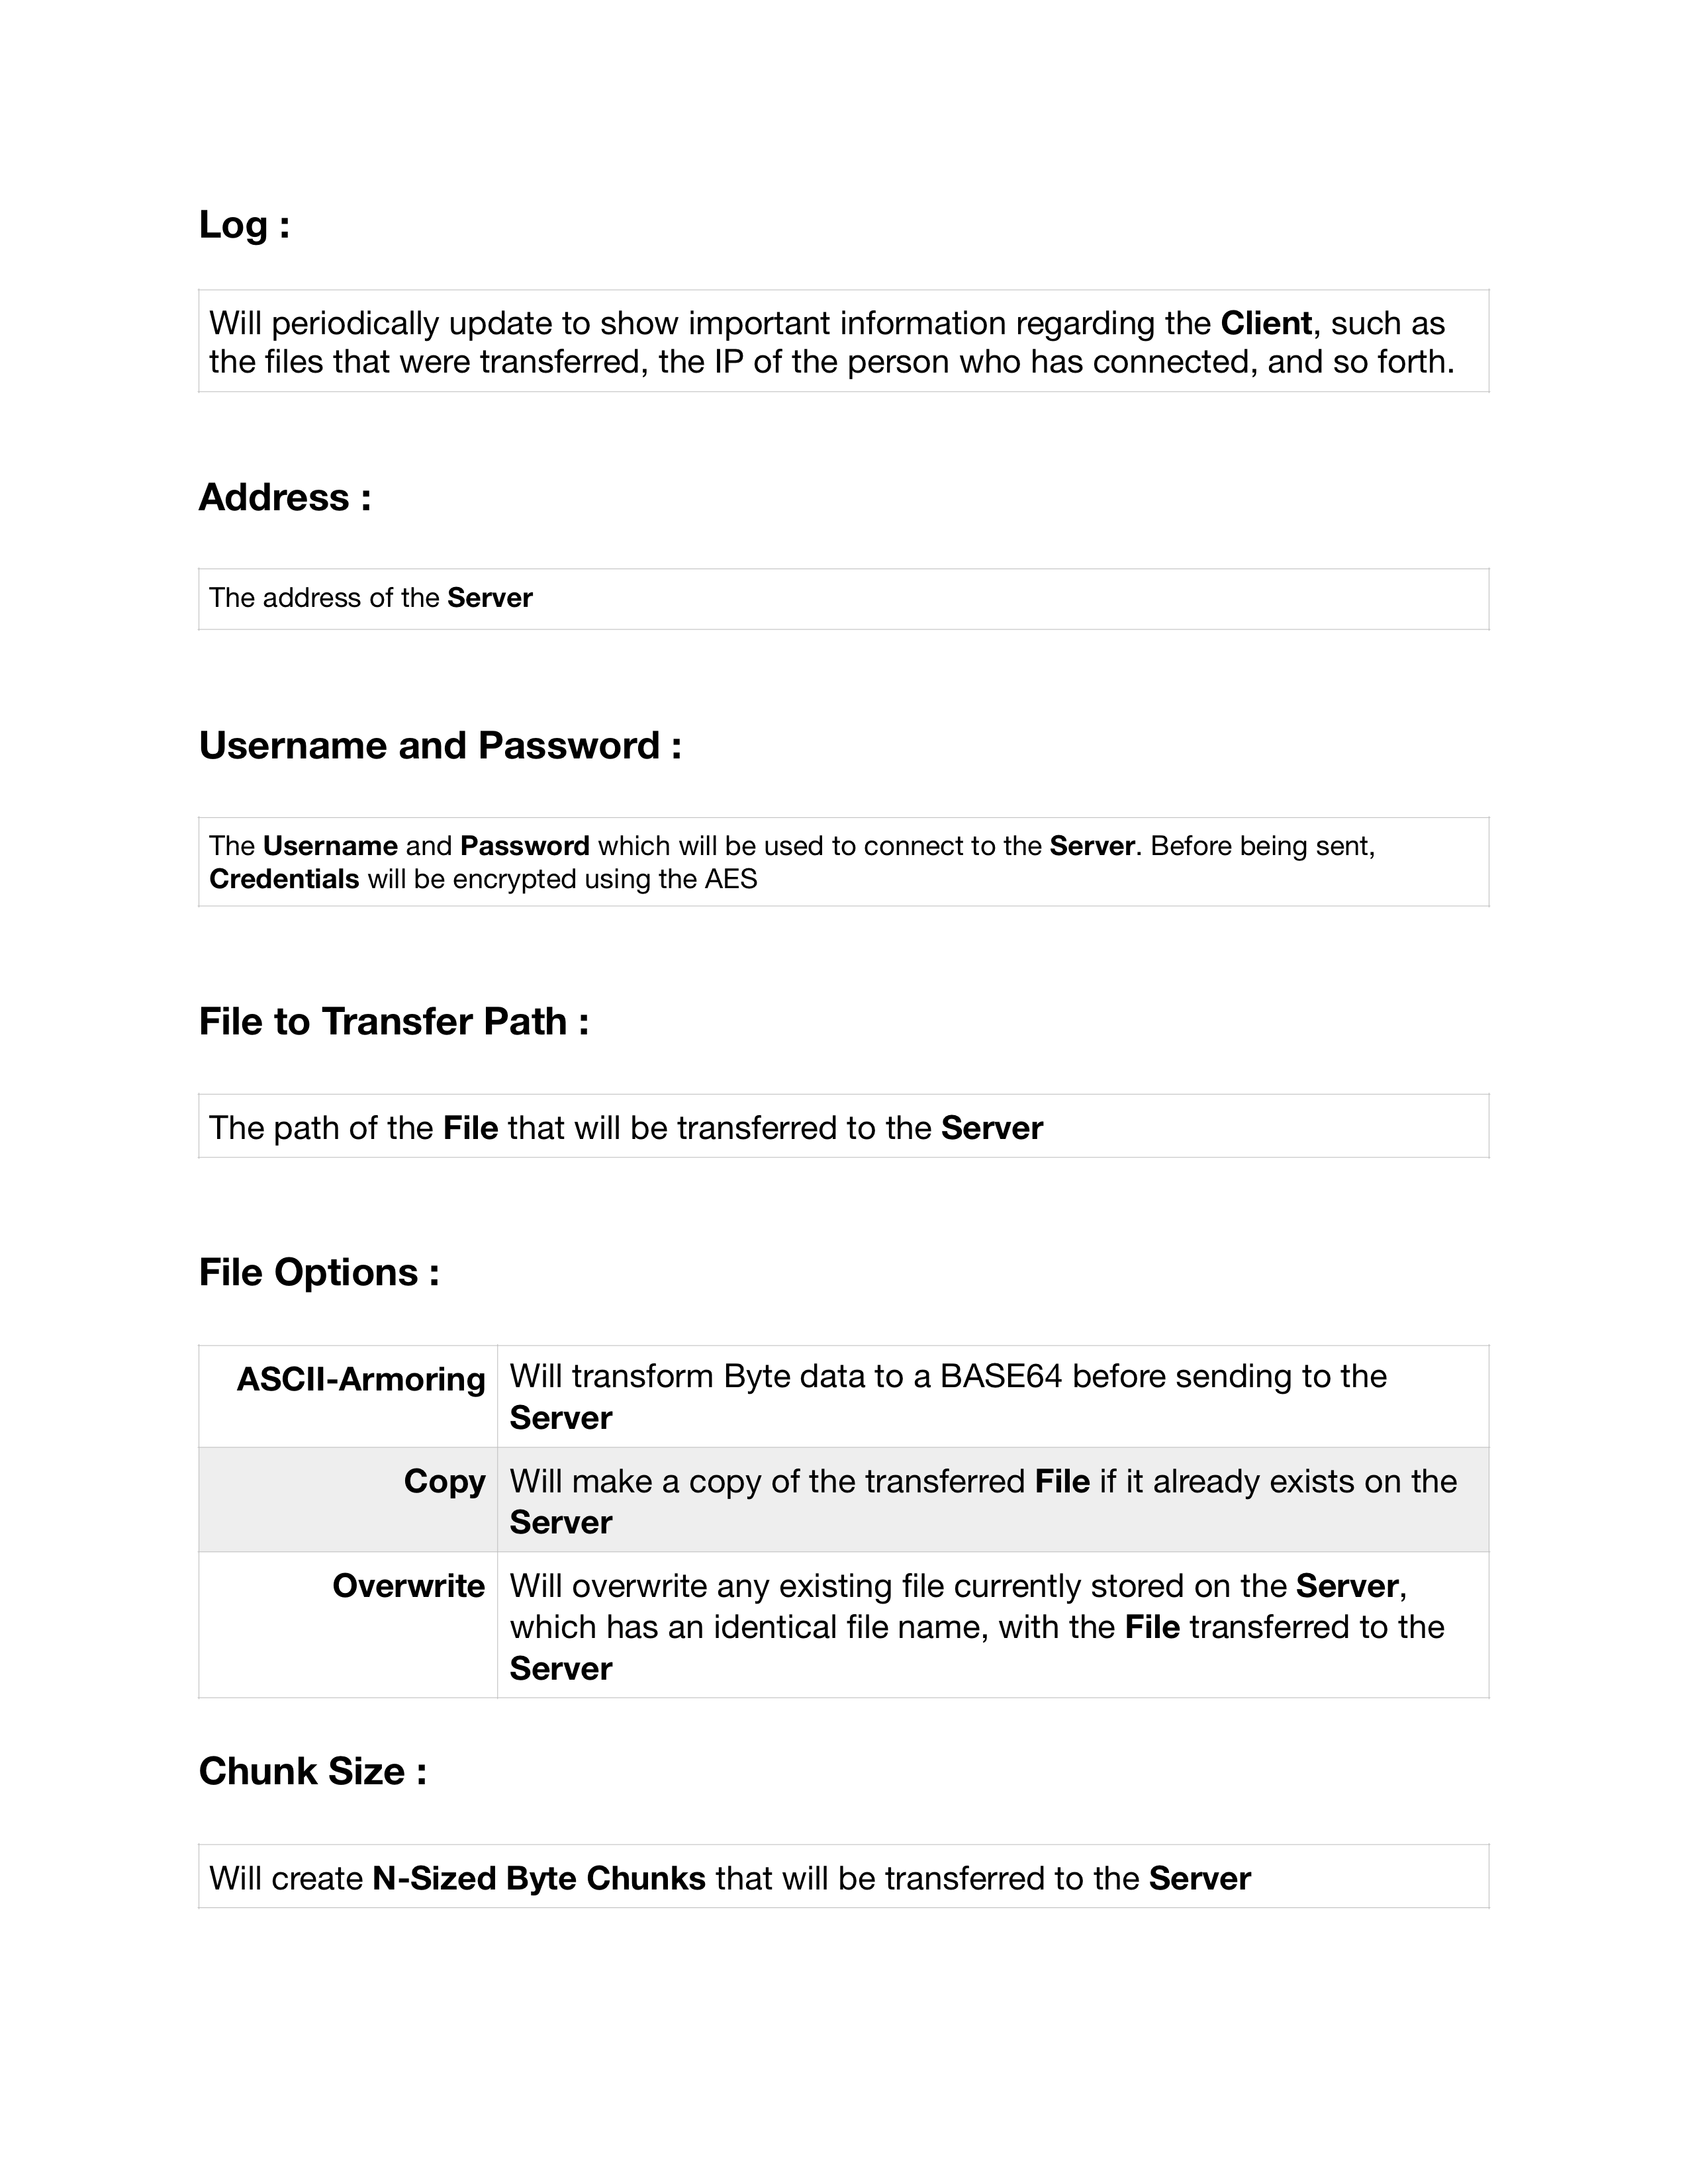 Log :
Will periodically update to show important information regarding the Client, such as
the files that were transferred, the IP of the person who has connected, and so forth.
Address :
The address of the Server
Username and Password :
The Username and Password which will be used to connect to the Server. Before being sent,
Credentials will be encrypted using the AES
File to Transfer Path :
The path of the File that will be transferred to the Server
File Options :
ASCII-Armoring Will transform Byte data to a BASE64 before sending to the
Server
Copy Will make a copy of the transferred File if it already exists on the
Server
Overwrite Will overwrite any existing file currently stored on the Server,
which has an identical file name, with the File transferred to the
Server
Chunk Size :
Will create N-Sized Byte Chunks that will be transferred to the Server